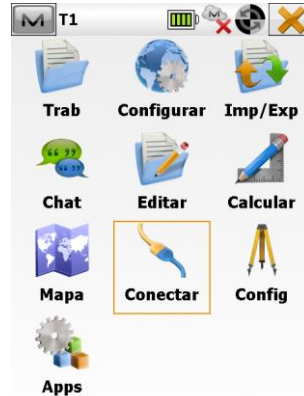 T1
Trab Configurar Imp/Exp
Chat Editar Calcular
Mapa Conectar Config
Apps